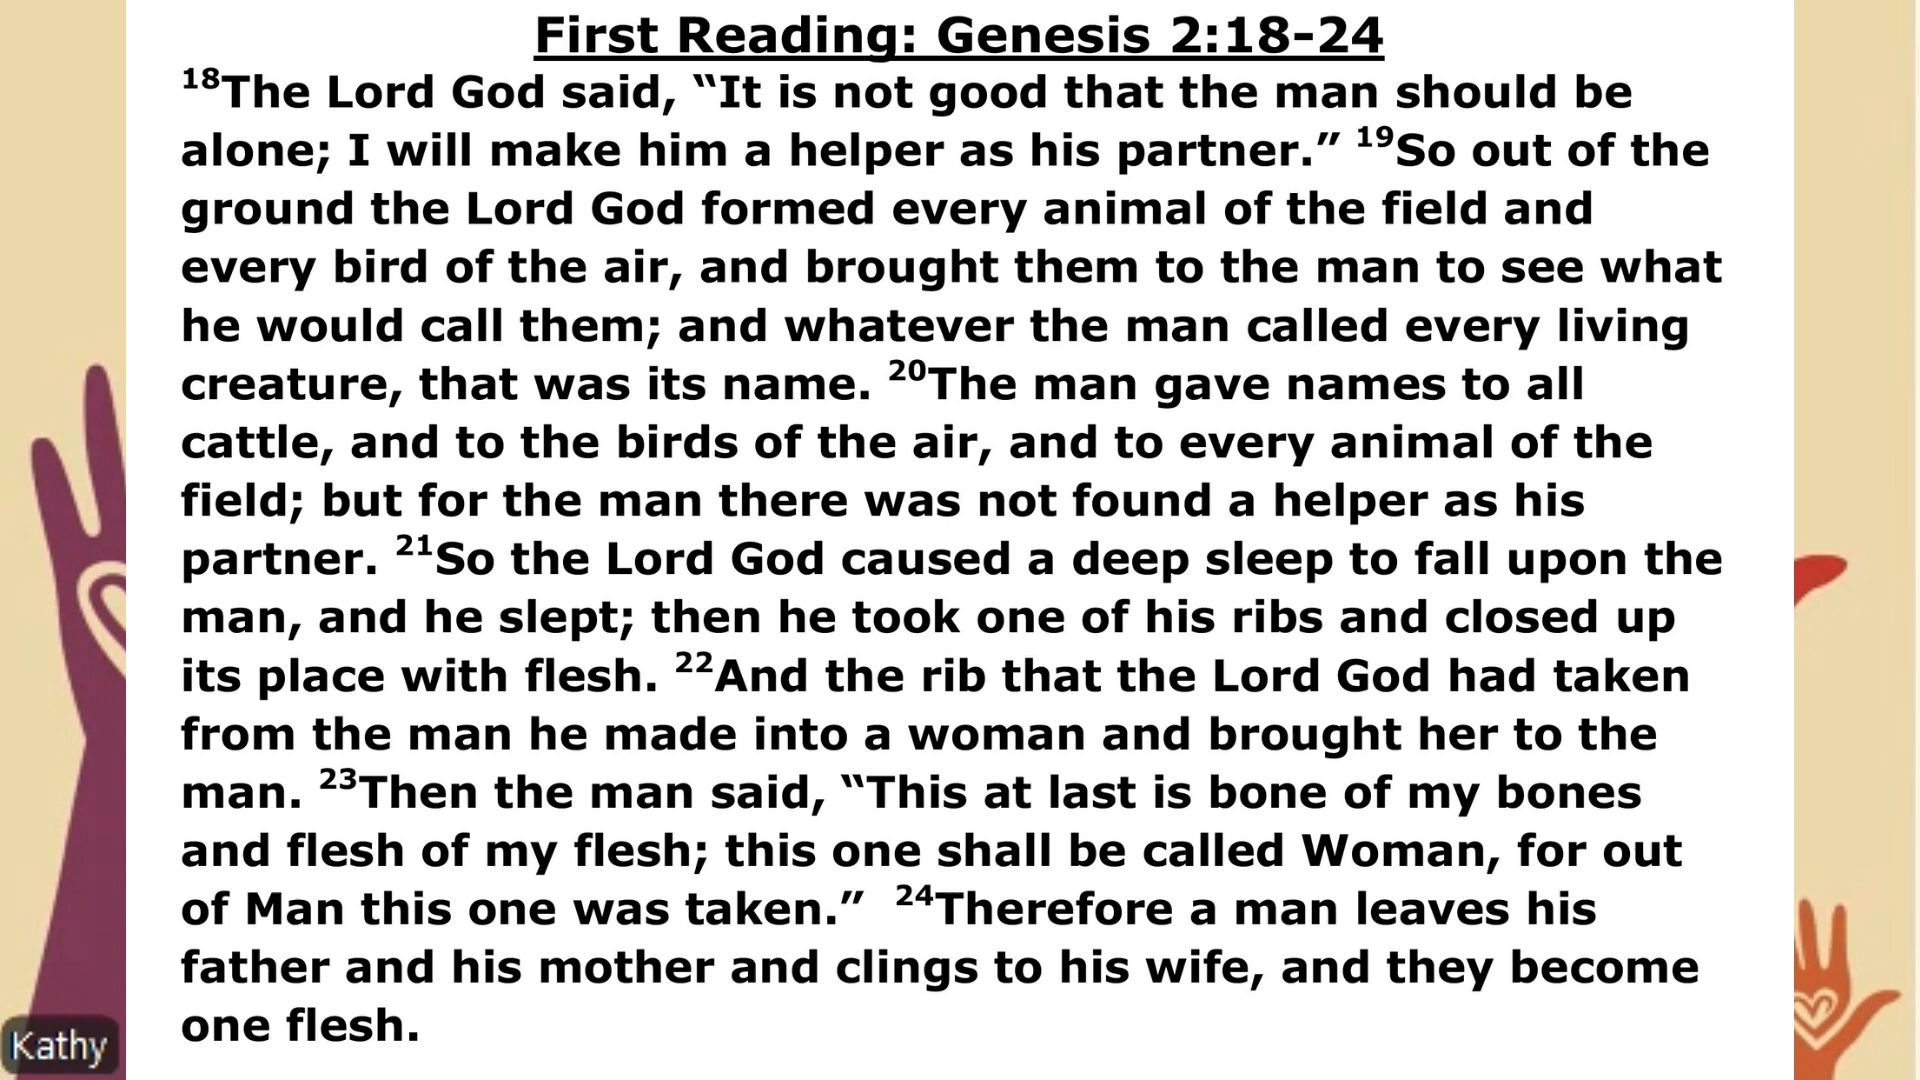 First Reading: Genesis 2:18-24
18The Lord God said, “It is not good that the man should be
alone; I will make him a helper as his partner.” 19So out of the
ground the Lord God formed every animal of the field and
every bird of the air, and brought them to the man to see what
he would call them; and whatever the man called every living
creature, that was its name. 20The man gave names to all
cattle, and to the birds of the air, and to every animal of the
field; but for the man there was not found a helper as his
partner. 21So the Lord God caused a deep sleep to fall upon the
man, and he slept; then he took one of his ribs and closed up
its place with flesh. 22And the rib that the Lord God had taken
from the man he made into a woman and brought her to the
man. 23Then the man said, “This at last is bone of my bones
and flesh of my flesh; this one shall be called Woman, for out
of Man this one was taken.”  24Therefore a man leaves his
father and his mother and clings to his wife, and they become
one flesh.
Kathy